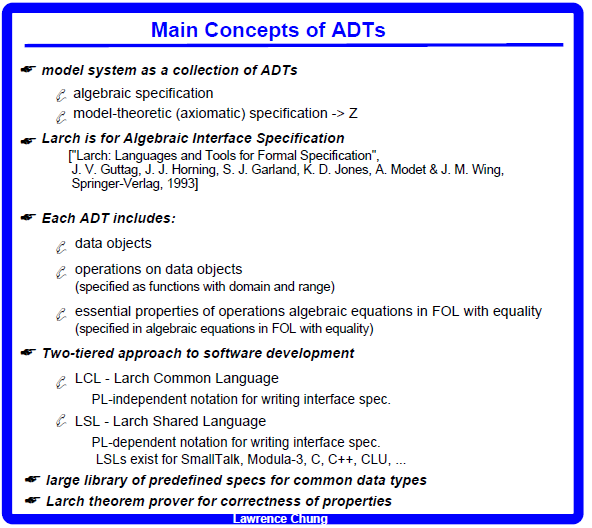 Main Concepts of ADTs
model system as a collection of ADTs
algebraic specification
model-theoretic (axiomatic) specification -> Z
Larch is for Algebraic Interface Specification
["Larch: Languages and Tools for Formal Specification",
J. V. Guttag, J. J. Horning, S. J. Garland, K. D. Jones, A. Modet & J. M. Wing,
Springer-Verlag, 1993]
Each ADT includes:
data objects
operations on data objects
(specified as functions with domain and range)
essential properties of operations algebraic equations in FOL with equality
(specified in algebraic equations in FOL with equality)
Two-tiered approach to software development
LCL - Larch Common Language
PL-independent notation for writing interface spec.
LSL - Larch Shared Language
PL-dependent notation for writing interface spec.
LSLs exist for SmallTalk, Modula-3, C, C++, CLU, ...
large library of predefined specs for common data types
Larch theorem prover for correctness of properties
Lawrence Chung